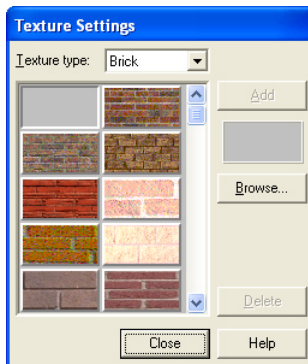 Texture Settings
Texture type: Brick
Add
Browse...
Delete
Close Help